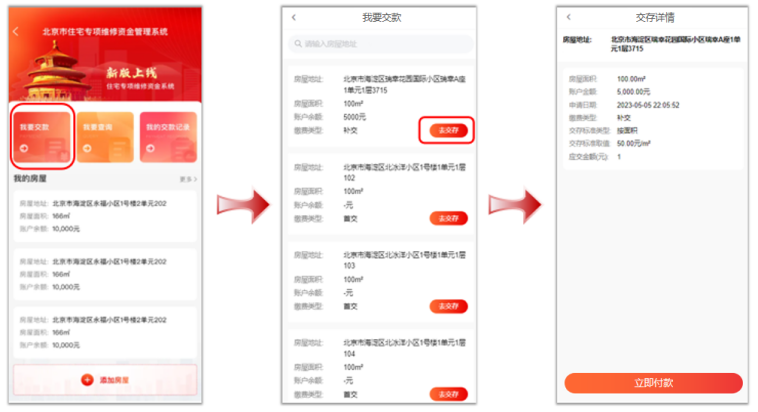 北京市住宅专项维修资金管理系统
新版上线
住宅专项维修资金系统
我要交款
我要查询
我的交款记录
我的房屋
更多>
房屋地址: 北京市海淀区永福小区1号楼2单元202
房屋面积: 166㎡
账户余额: 10,000元
房屋地址: 北京市海淀区永福小区1号楼2单元202
房屋面积: 166㎡
账户余额: 10,000元
房屋地址: 北京市海淀区永福小区1号楼2单元202
房屋面积: 166㎡
账户余额: 10,000元
添加房屋
我要交款
请输入房屋地址
房屋地址: 北京市海淀区瑞幸花园国际小区瑞幸A座
1单元1层3715
房屋面积: 100m²
账户余额: 5000元
缴费类型: 补交
去交存
房屋地址: 北京市海淀区北冰洋小区1号楼1单元1层
102
房屋面积: 100m²
账户余额: -元
缴费类型: 首交
去交存
房屋地址: 北京市海淀区北冰洋小区1号楼1单元1层
103
房屋面积: 100m²
账户余额: -元
缴费类型: 首交
去交存
房屋地址: 北京市海淀区北冰洋小区1号楼1单元1层
104
房屋面积: 100m²
账户余额: -元
缴费类型: 首交
去交存
交存详情
房屋地址: 北京市海淀区瑞幸花园国际小区瑞幸A座1单
元1层3715
房屋面积 100.00m²
账户金额 5,000.00元
申请日期 2023-05-05 22:05:52
缴费类型: 补交
交存标准类型: 按面积
交存标准取值: 50.00元/m²
应交金额(元): 1
立即付款